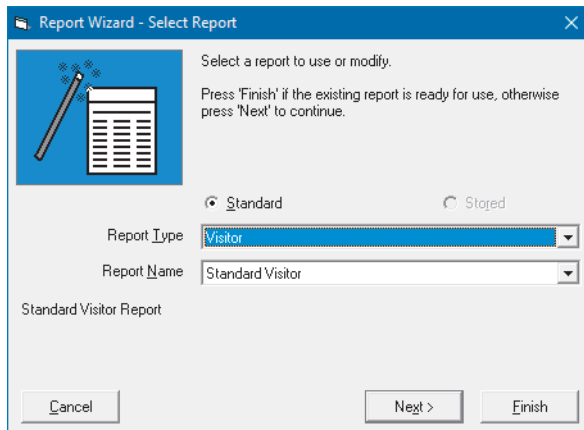 Report Wizard - Select Report
Select a report to use or modify.
Press 'Finish' if the existing report is ready for use, otherwise
press 'Next' to continue.
Standard
Stored
Report Type
Visitor
Report Name
Standard Visitor
Standard Visitor Report
Cancel
Next >
Finish